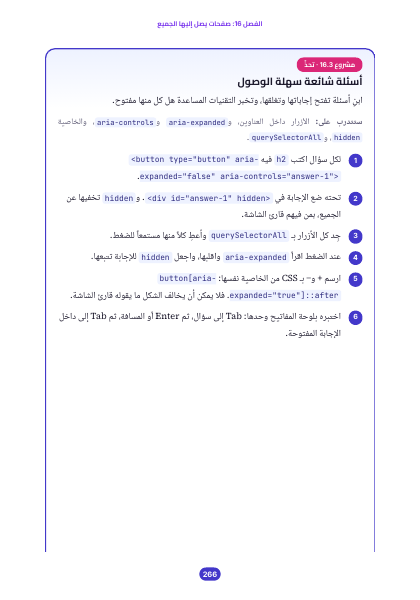 الفصل 16: صفحات يصل إليها الجميع
مشروع 16.3 · تحدٍّ
أسئلة شائعة سهلة الوصول
ابنِ أسئلة تفتح إجاباتها وتغلقها، وتخبر التقنيات المساعدة هل كل منها مفتوح.
ستتدرب على: الأزرار داخل العناوين، و aria-expanded و aria-controls ، والخاصية
hidden ، و querySelectorAll .
1 لكل سؤال اكتب h2 فيه <button type="button" aria-
expanded="false" aria-controls="answer-1">.
2 تحته ضع الإجابة في <div id="answer-1" hidden> . و hidden تخفيها عن
الجميع، بمن فيهم قارئ الشاشة.
3 جِد كل الأزرار بـ querySelectorAll وأعطِ كلاً منها مستمعاً للضغط.
4 عند الضغط اقرأ aria-expanded واقلبها، واجعل hidden للإجابة تتبعها.
5 ارسم + و− بـ CSS من الخاصية نفسها: button[aria-
expanded="true"]::after. فلا يمكن أن يخالف الشكل ما يقوله قارئ الشاشة.
6 اختبره بلوحة المفاتيح وحدها: Tab إلى سؤال، ثم Enter أو المسافة، ثم Tab إلى داخل
الإجابة المفتوحة.
266